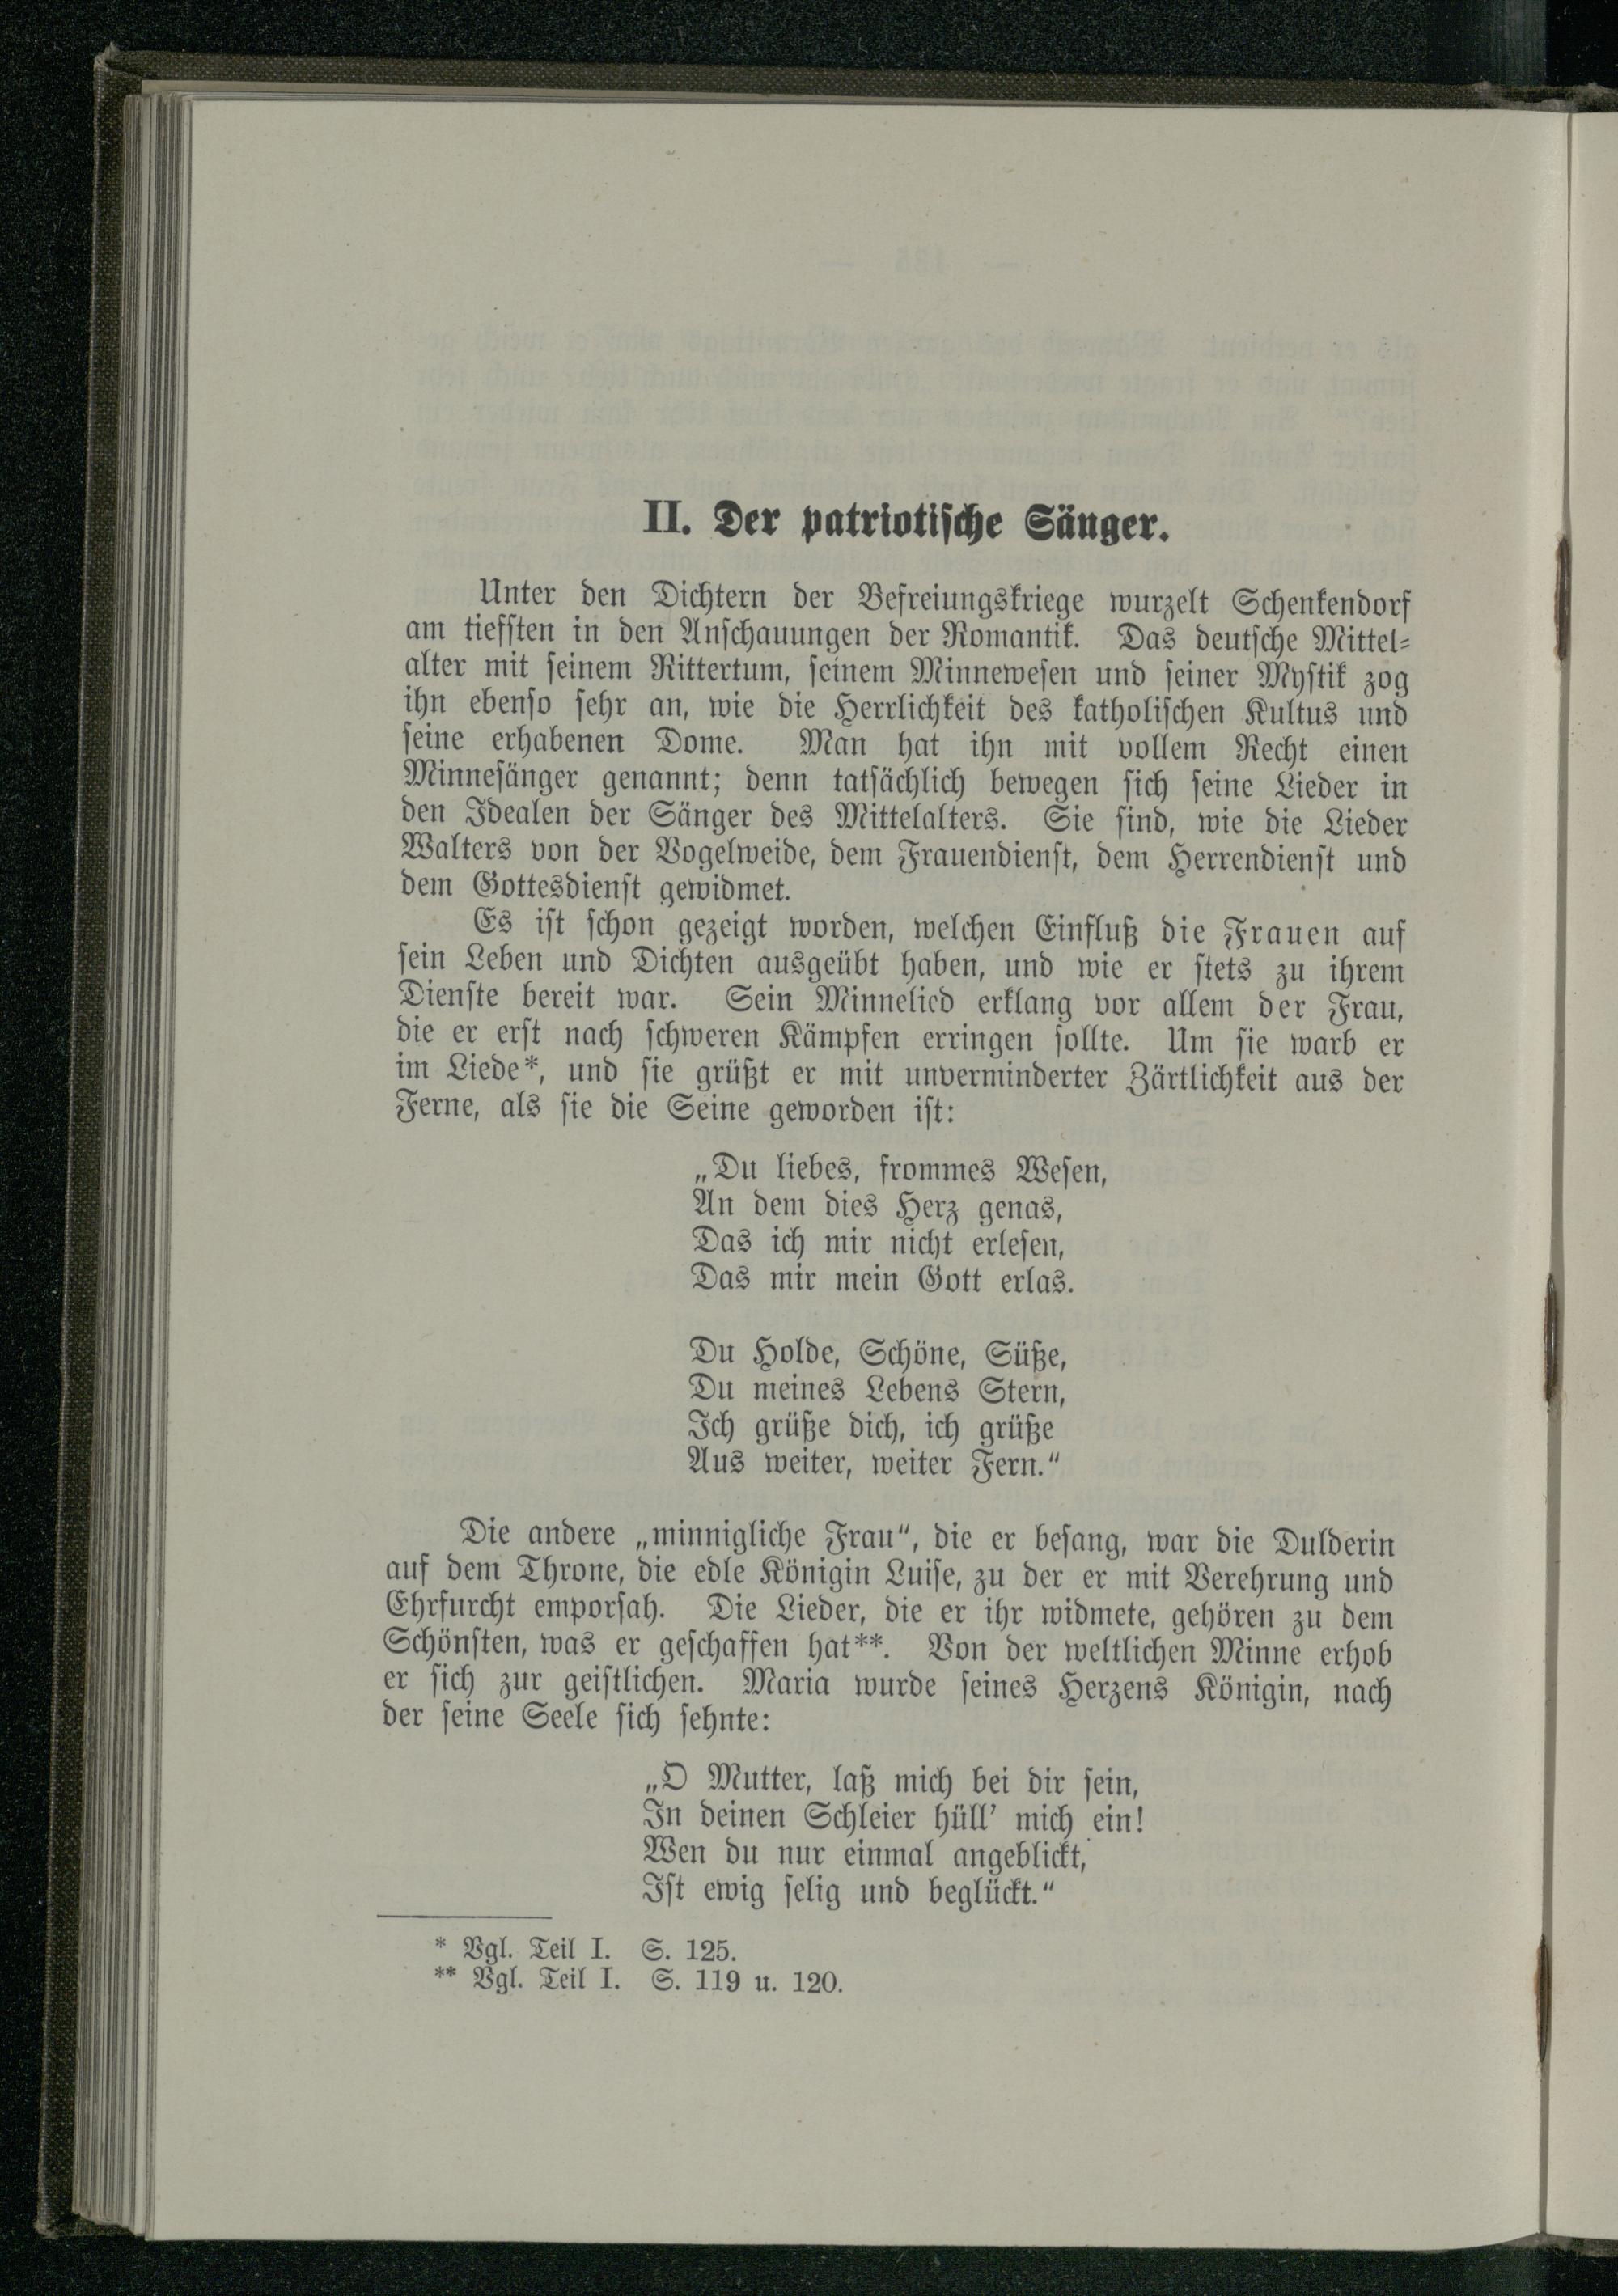 II. Der patriotische Sänger.
Unter den Dichtern der Befreiungskriege wurzelt Schenkendorf
am tiefsten in den Anschauungen der Romantik. Das deutsche Mittel-
alter mit seinem Rittertum, seinem Minnewesen und seiner Mystik zog
ihn ebenso sehr an, wie die Herrlichkeit des katholischen Kultus und
seine erhabenen Dome. Man hat ihn mit vollem Recht einen
Minnesänger genannt; denn tatsächlich bewegen sich seine Lieder in
den Idealen der Sänger des Mittelalters. Sie sind, wie die Lieder
Walters von der Vogelweide, dem Frauendienst, dem Herrendienst und
dem Gottesdienst gewidmet.
Es ist schon gezeigt worden, welchen Einfluß die Frauen auf
sein Leben und Dichten ausgeübt haben, und wie er stets zu ihrem
Dienste bereit war. Sein Minnelied erklang vor allem der Frau,
die er erst nach schweren Kämpfen erringen sollte. Um sie warb er
im Liede*, und sie grüßt er mit unverminderter Zärtlichkeit aus der
Ferne, als sie die Seine geworden ist:
„Du liebes, frommes Wesen,
An dem dies Herz genas,
Das ich mir nicht erlesen,
Das mir mein Gott erlas.
Du Holde, Schöne, Süße,
Du meines Lebens Stern,
Ich grüße dich, ich grüße
Aus weiter, weiter Fern.“
Die andere „minnigliche Frau“, die er besang, war die Dulderin
auf dem Throne, die edle Königin Luise, zu der er mit Verehrung und
Ehrfurcht emporsah. Die Lieder, die er ihr widmete, gehören zu dem
Schönsten, was er geschaffen hat**. Von der weltlichen Minne erhob
er sich zur geistlichen. Maria wurde seines Herzens Königin, nach
der seine Seele sich sehnte:
„O Mutter, laß mich bei dir sein,
In deinen Schleier hüll’ mich ein!
Wen du nur einmal angeblickt,
Ist ewig selig und beglückt.“
* Vgl. Teil I. S. 125.
** Vgl. Teil I. S. 119 u. 120.